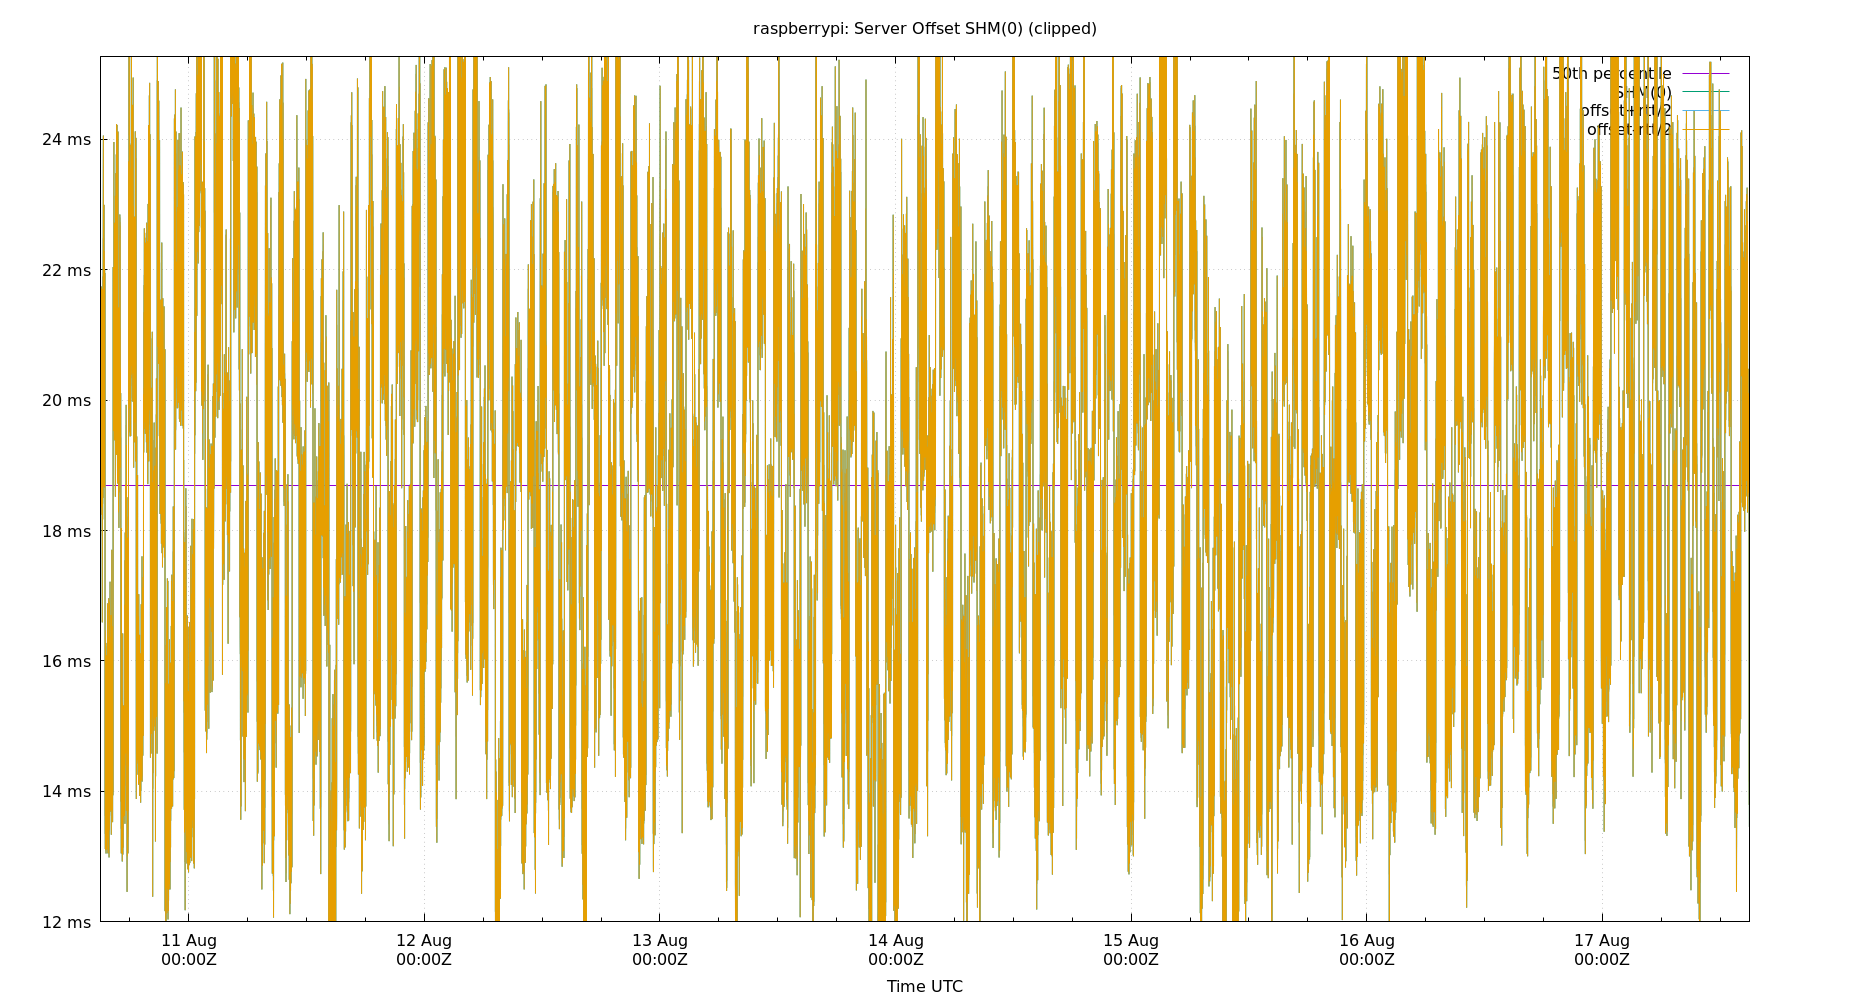 raspberrypi: Server Offset SHM(0) (clipped)
50th percentile
SHM(0)
offset+rtt/2
offset-rtt/2
24 ms
22 ms
20 ms
18 ms
16 ms
14 ms
12 ms
11 Aug 12 Aug 13 Aug 14 Aug 15 Aug 16 Aug 17 Aug
00:00Z 00:00Z 00:00Z 00:00Z 00:00Z 00:00Z 00:00Z
Time UTC